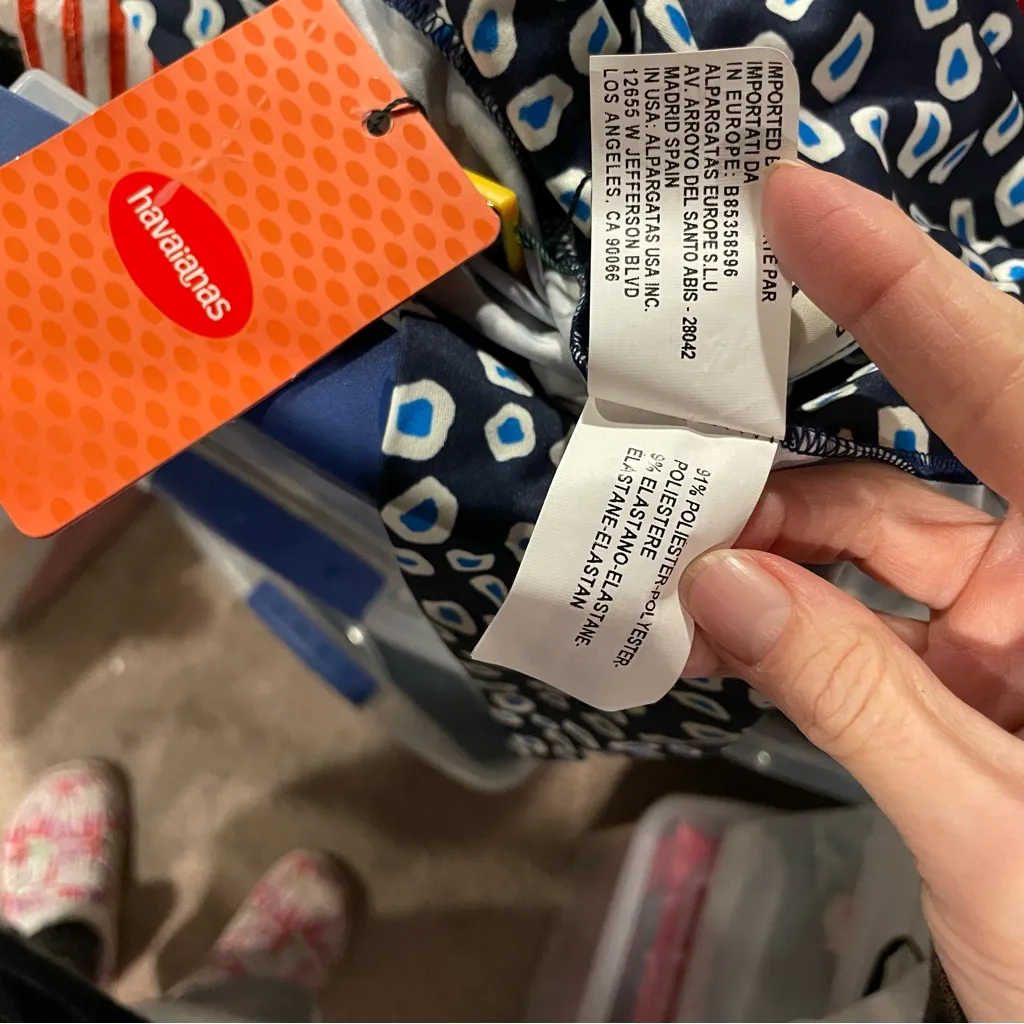 havaianas
IMPORTED
IMPORTATI DA PAR
IN EUROPE: B85358596
ALPARGATAS EUROPE S.L.U
AV. ARROYO DEL SANTO ABIS - 28042
MADRID SPAIN
IN USA: ALPARGATAS USA INC.
12655 W JEFFERSON BLVD
LOS ANGELES, CA 90066
91% POLIESTER-POLYESTER-
POLIESTERE
9% ELASTANO-ELASTANE-
ELASTANE-ELASTAN